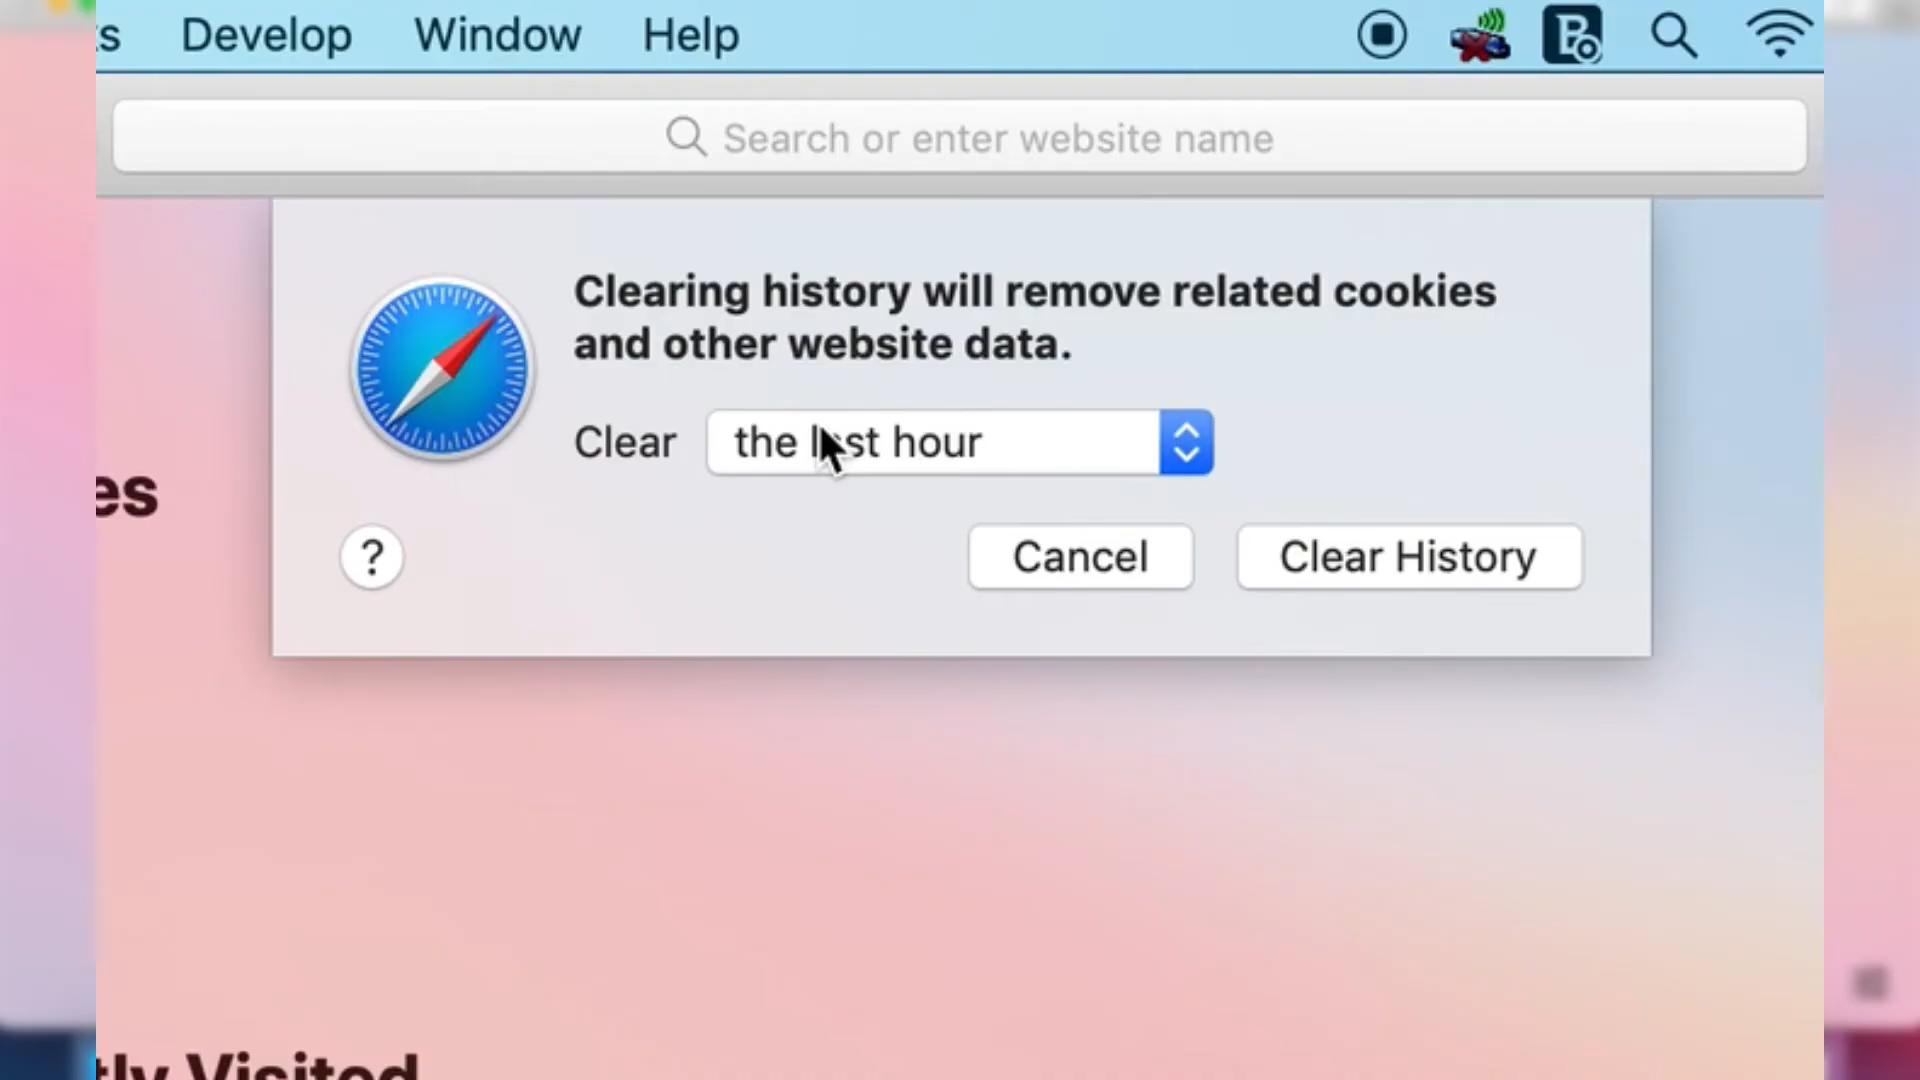 Develop Window Help
Search or enter website name
Clearing history will remove related cookies
and other website data.
Clear the last hour
? Cancel Clear History
Visited